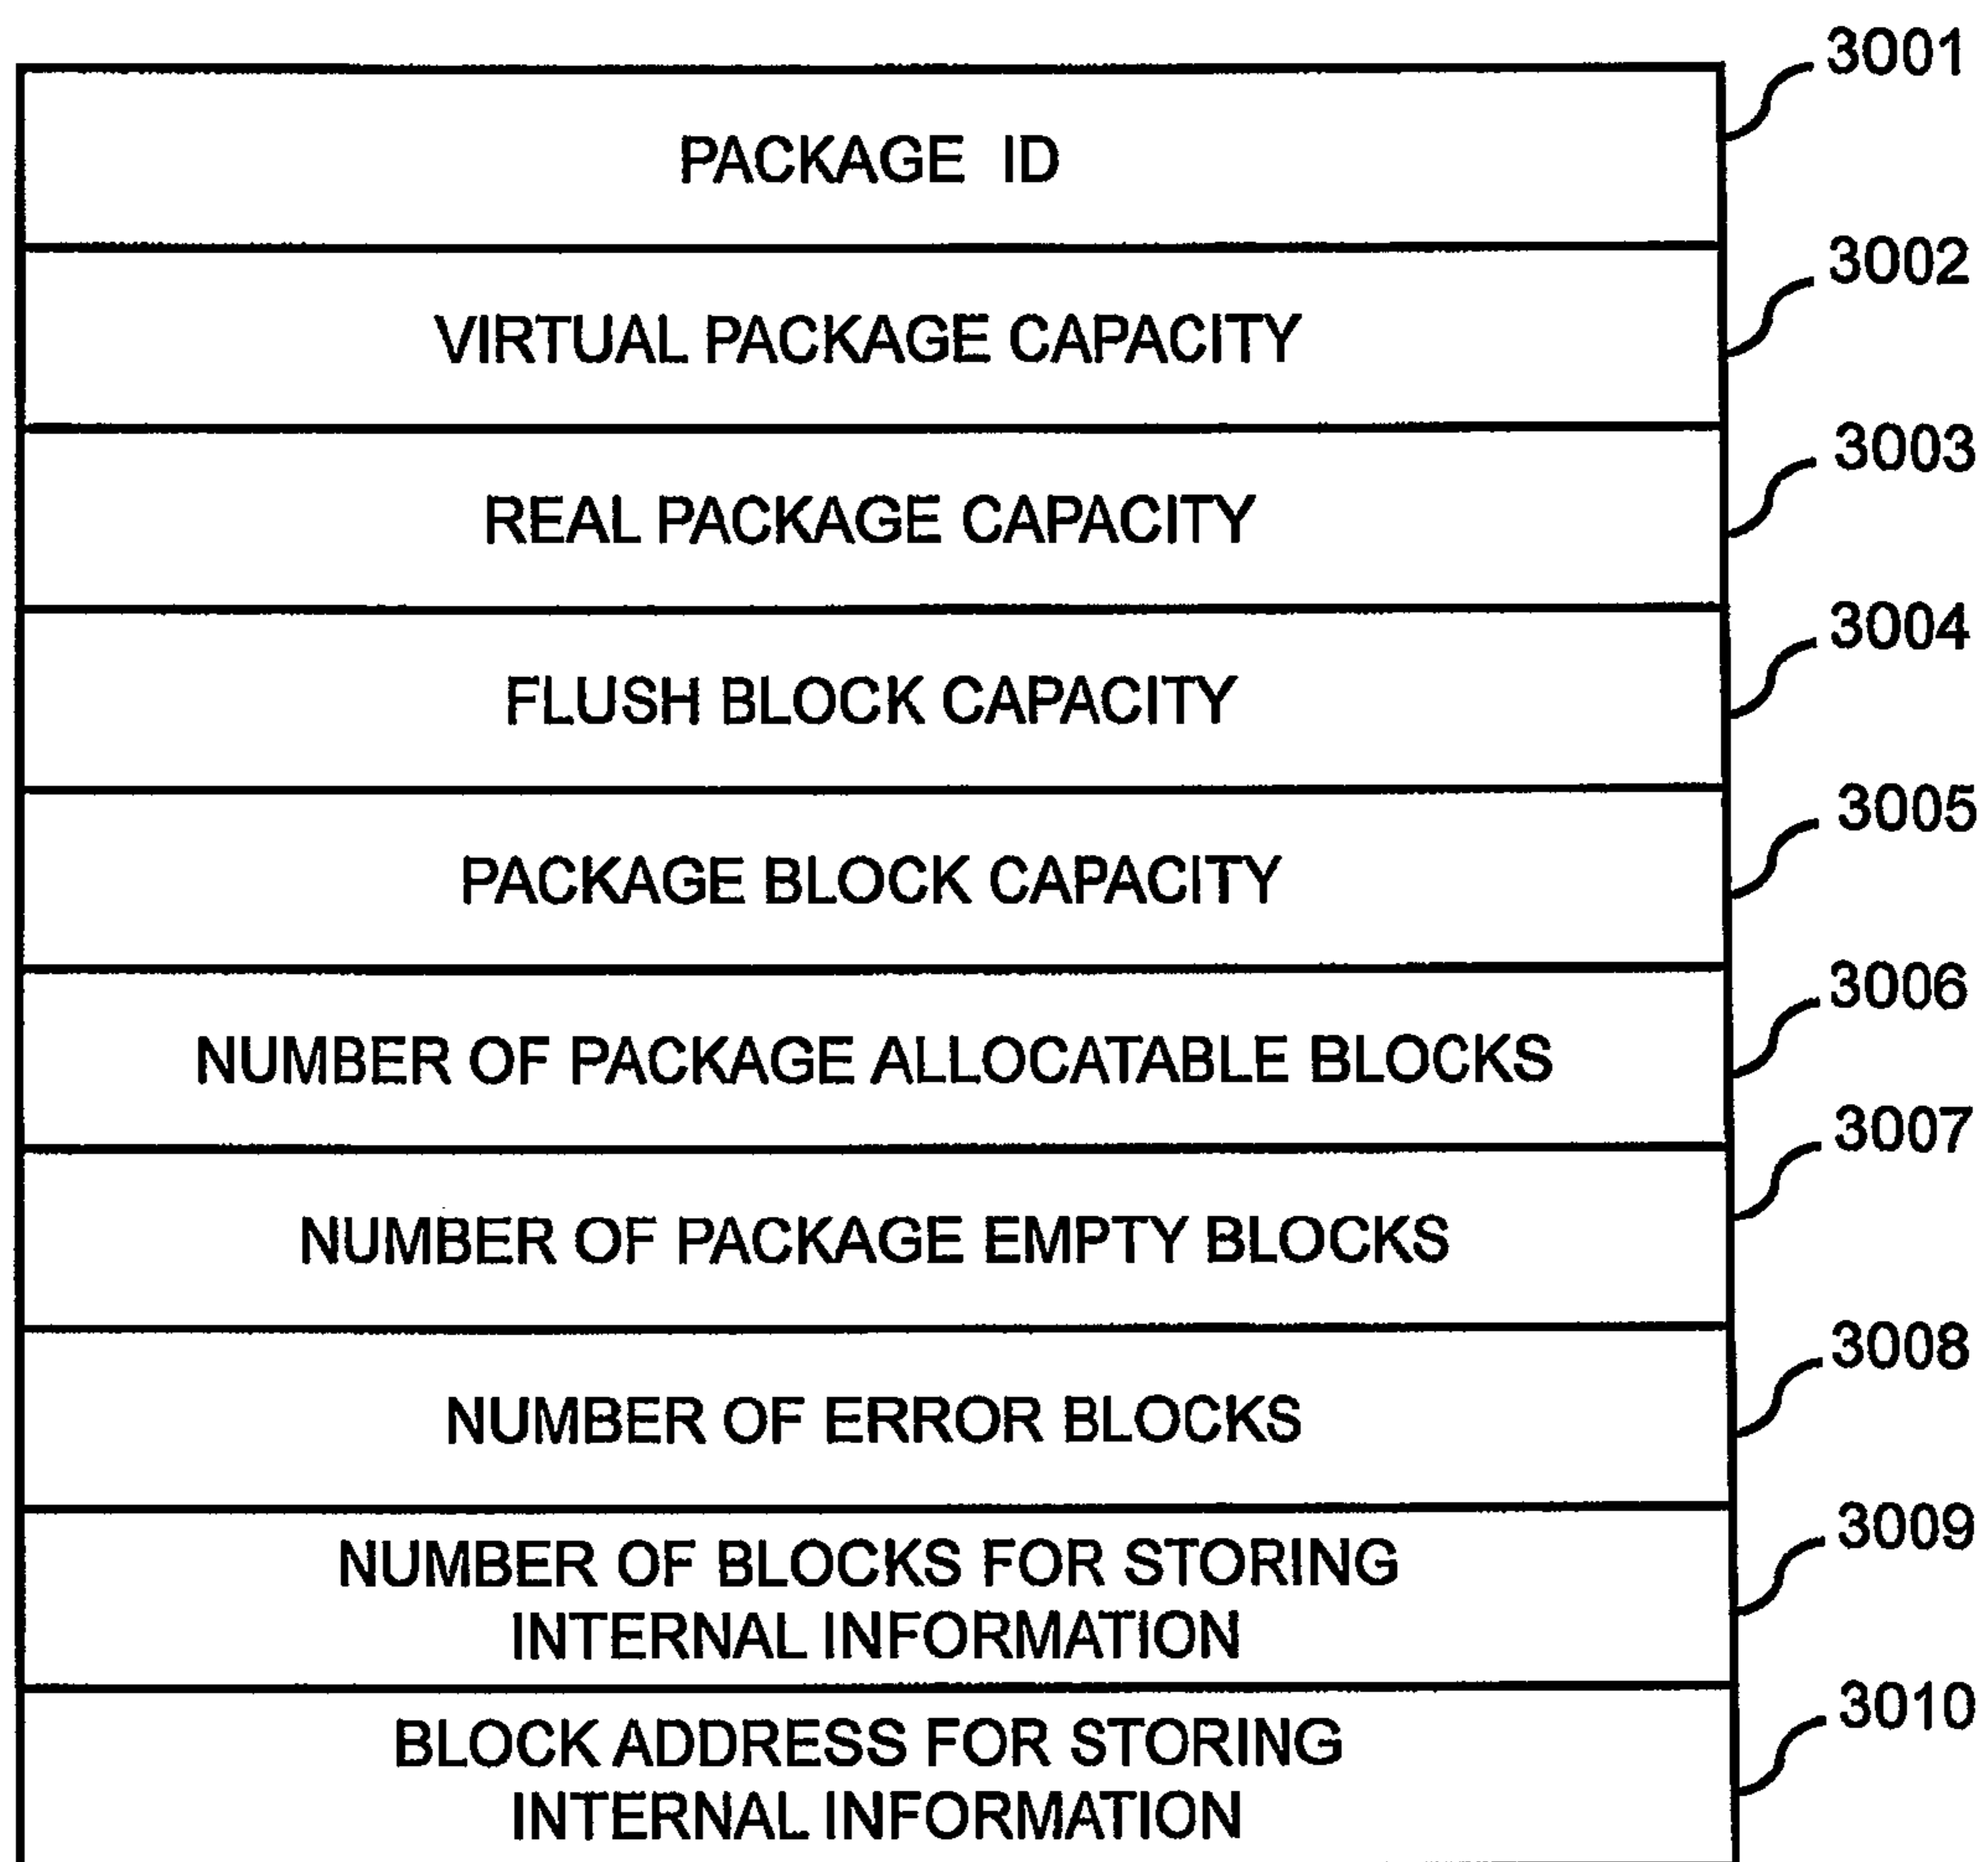 3001
PACKAGE ID
3002
VIRTUAL PACKAGE CAPACITY
3003
REAL PACKAGE CAPACITY
3004
FLUSH BLOCK CAPACITY
3005
PACKAGE BLOCK CAPACITY
3006
NUMBER OF PACKAGE ALLOCATABLE BLOCKS
3007
NUMBER OF PACKAGE EMPTY BLOCKS
3008
NUMBER OF ERROR BLOCKS
3009
NUMBER OF BLOCKS FOR STORING
INTERNAL INFORMATION
3010
BLOCK ADDRESS FOR STORING
INTERNAL INFORMATION